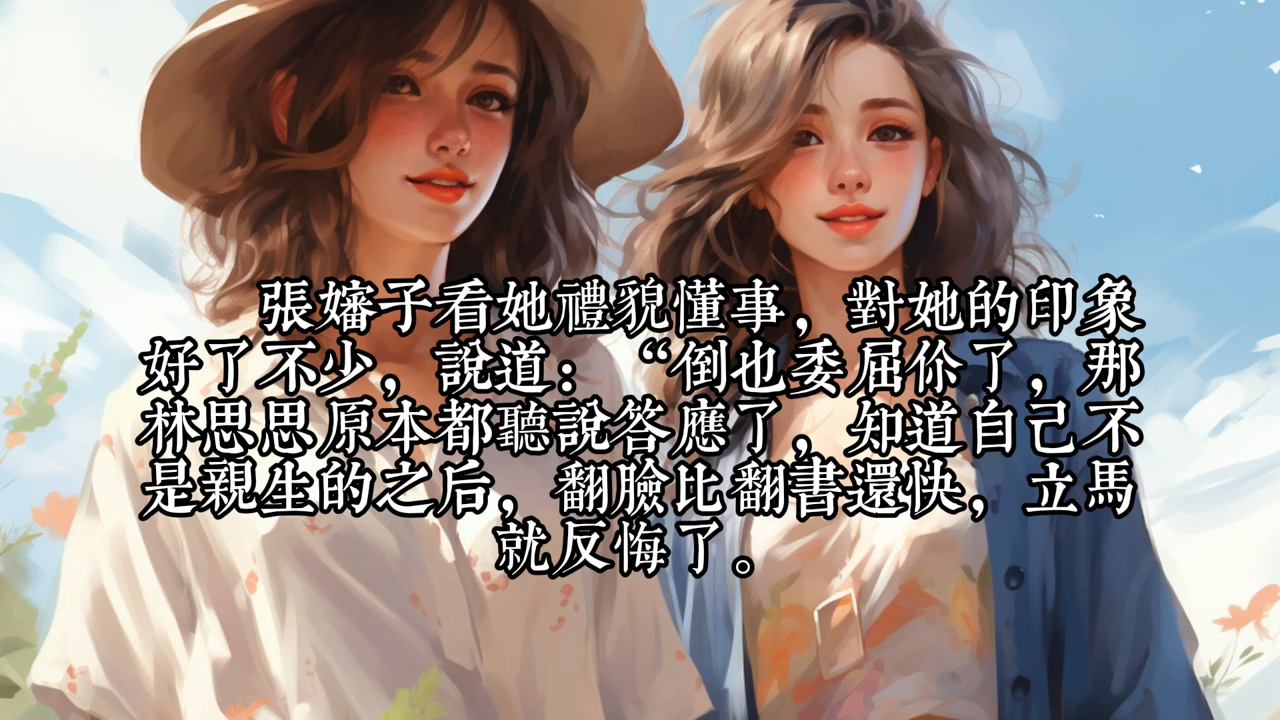 張嬸子看她禮貌懂事，對她的印象
好了不少，說道：“倒也委屈伱了，那
林思思原本都聽說答應了，知道自己不
是親生的之后，翻臉比翻書還快，立馬
就反悔了。